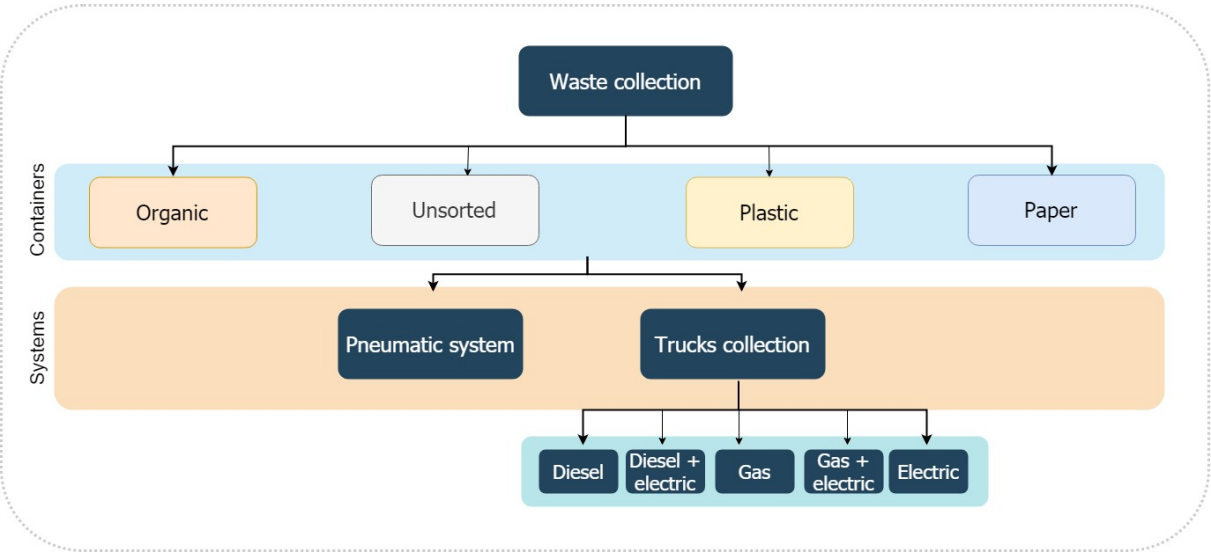 Waste collection
Containers
Organic
Unsorted
Plastic
Paper
Systems
Pneumatic system
Trucks collection
Diesel
Diesel +
electric
Gas
Gas +
electric
Electric